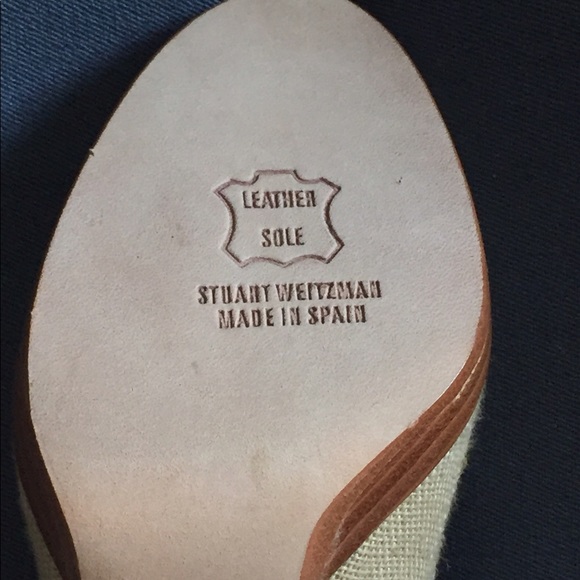 LEATHER
SOLE
STUART WEITZMAN
MADE IN SPAIN